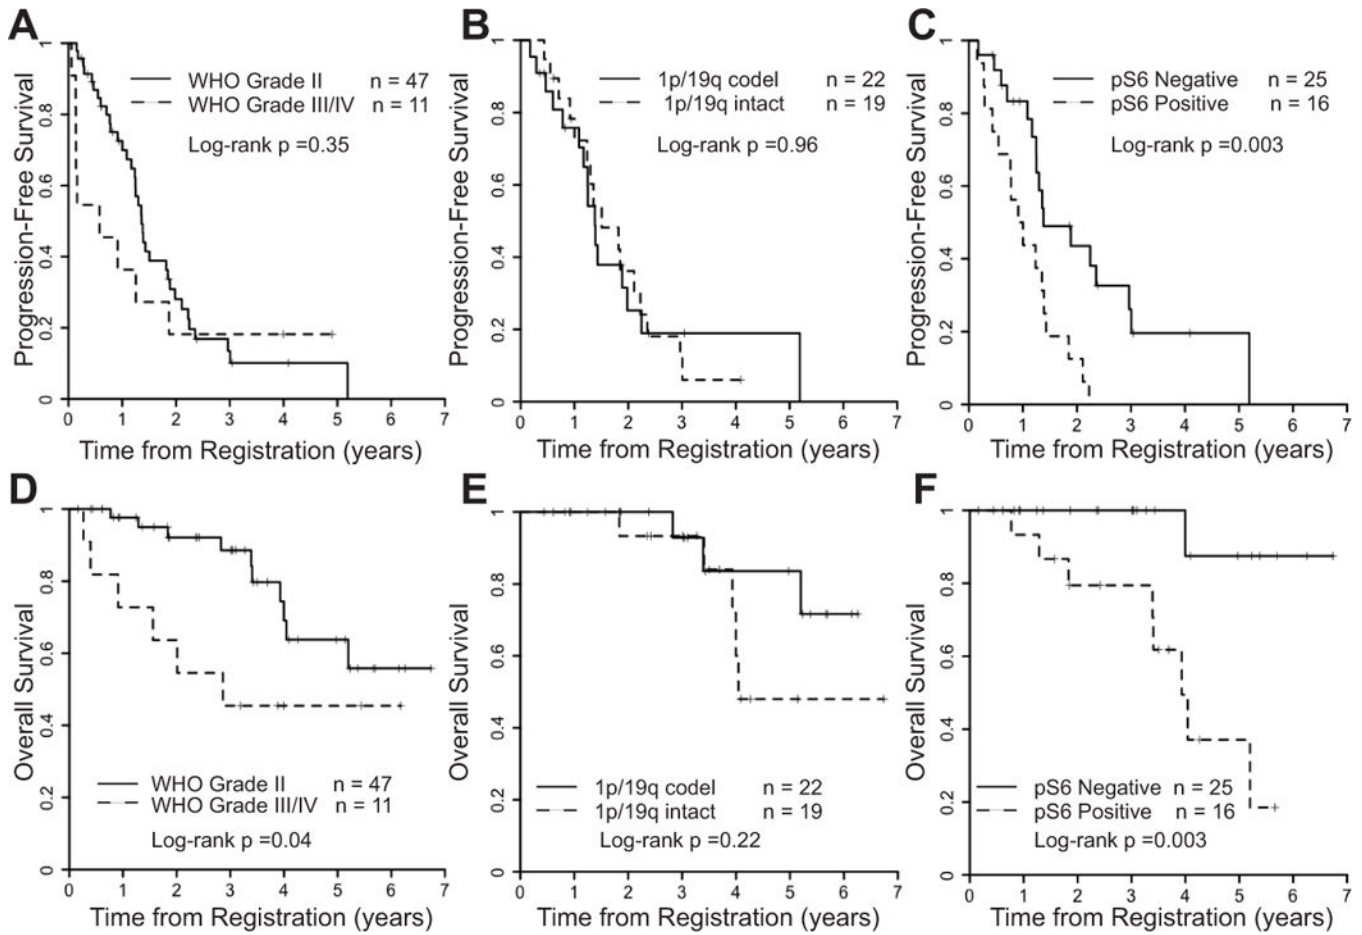 A
Progression-Free Survival
1
0.8
0.6
0.4
0.2
0
WHO Grade II n = 47
WHO Grade III/IV n = 11
Log-rank p =0.35
0 1 2 3 4 5 6 7
Time from Registration (years)
B
Progression-Free Survival
1
0.8
0.6
0.4
0.2
0
1p/19q codel n = 22
1p/19q intact n = 19
Log-rank p =0.96
0 1 2 3 4 5 6 7
Time from Registration (years)
C
Progression-Free Survival
1
0.8
0.6
0.4
0.2
0
pS6 Negative n = 25
pS6 Positive n = 16
Log-rank p =0.003
0 1 2 3 4 5 6 7
Time from Registration (years)
D
Overall Survival
1
0.8
0.6
0.4
0.2
0
WHO Grade II n = 47
WHO Grade III/IV n = 11
Log-rank p =0.04
0 1 2 3 4 5 6 7
Time from Registration (years)
E
Overall Survival
1
0.8
0.6
0.4
0.2
0
1p/19q codel n = 22
1p/19q intact n = 19
Log-rank p =0.22
0 1 2 3 4 5 6 7
Time from Registration (years)
F
Overall Survival
1
0.8
0.6
0.4
0.2
0
pS6 Negative n = 25
pS6 Positive n = 16
Log-rank p =0.003
0 1 2 3 4 5 6 7
Time from Registration (years)